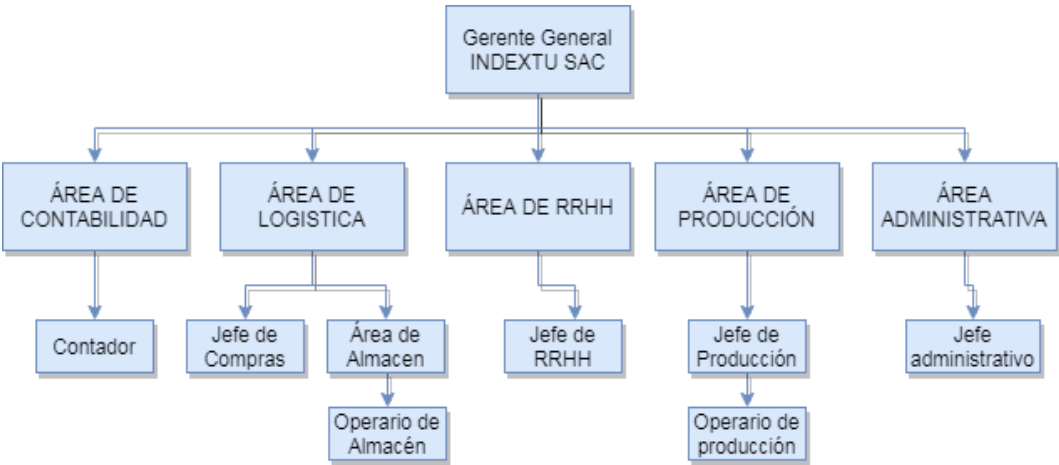 Gerente General
INDEXTU SAC
ÁREA DE
CONTABILIDAD
ÁREA DE
LOGISTICA
ÁREA DE RRHH
ÁREA DE
PRODUCCIÓN
ÁREA
ADMINISTRATIVA
Contador
Jefe de
Compras
Área de
Almacen
Jefe de
RRHH
Jefe de
Producción
Jefe
administrativo
Operario de
Almacén
Operario de
producción